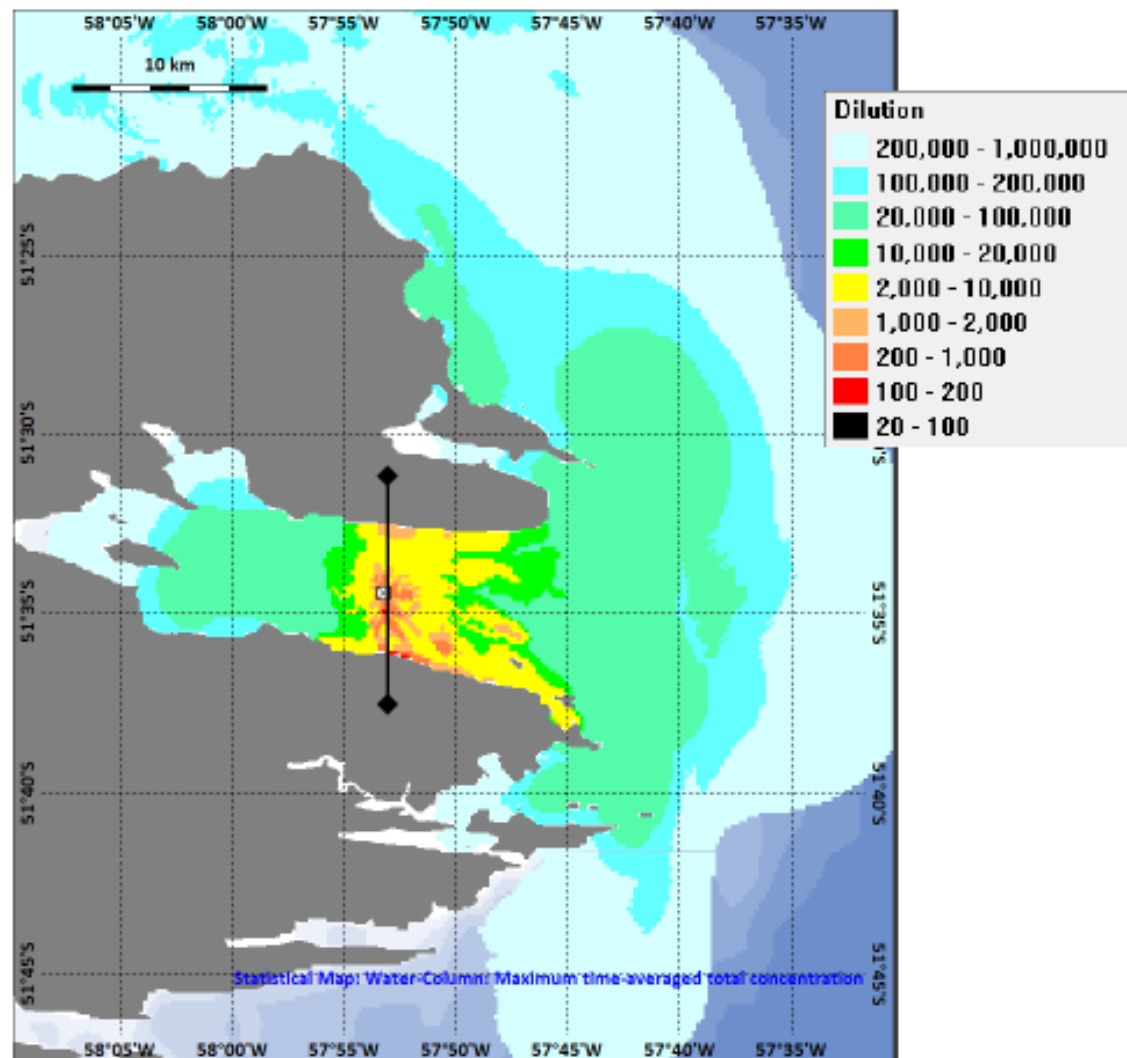 58°05'W 58°00'W 57°55'W 57°50'W 57°45'W 57°40'W 57°35'W
10 km
Dilution
200,000 - 1,000,000
100,000 - 200,000
20,000 - 100,000
10,000 - 20,000
2,000 - 10,000
1,000 - 2,000
200 - 1,000
100 - 200
20 - 100
51°25'S
51°30'S
51°35'S 51°35'S
51°40'S 51°40'S
51°45'S 51°45'S
Statistical Map: Water-Column: Maximum time-averaged total concentration
58°05'W 58°00'W 57°55'W 57°50'W 57°45'W 57°40'W 57°35'W